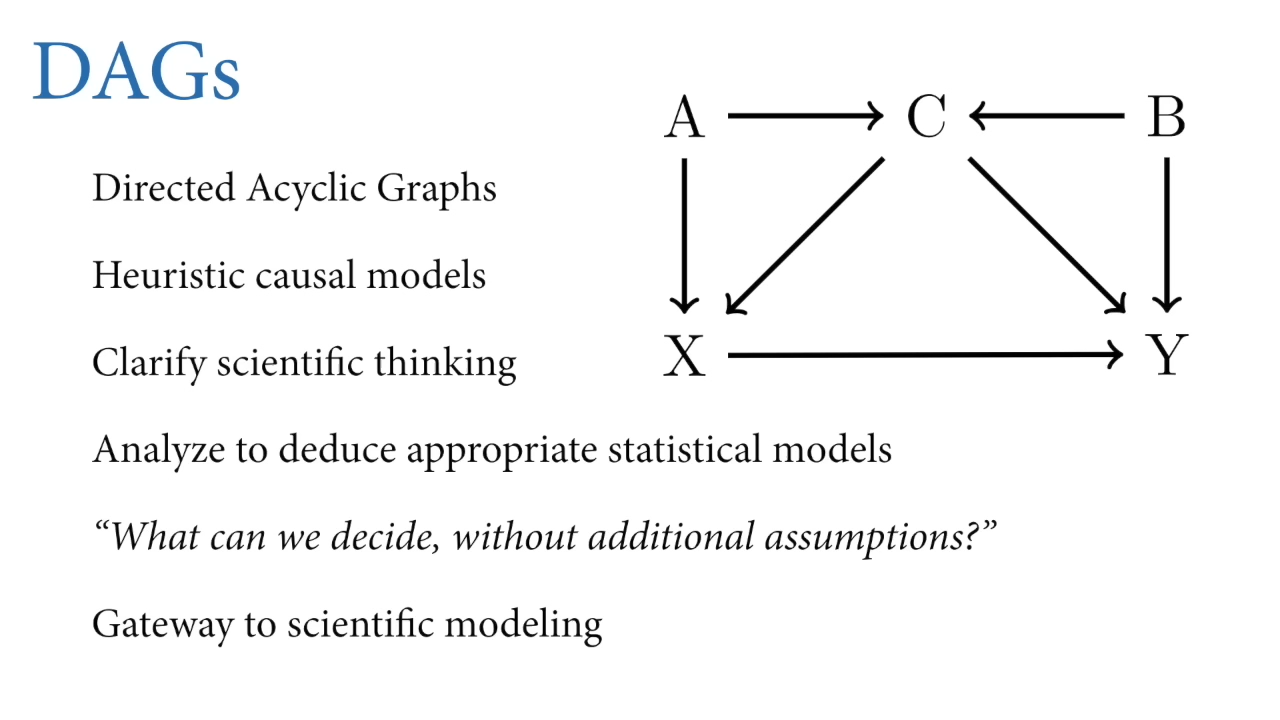 DAGs
A
C
B
Directed Acyclic Graphs
Heuristic causal models
Clarify scientific thinking
X
Y
Analyze to deduce appropriate statistical models
“What can we decide, without additional assumptions?”
Gateway to scientific modeling